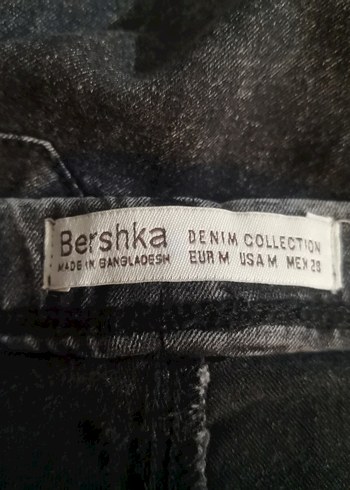 Bershka
MADE IN BANGLADESH
DENIM COLLECTION
EUR M USA M MEX 28